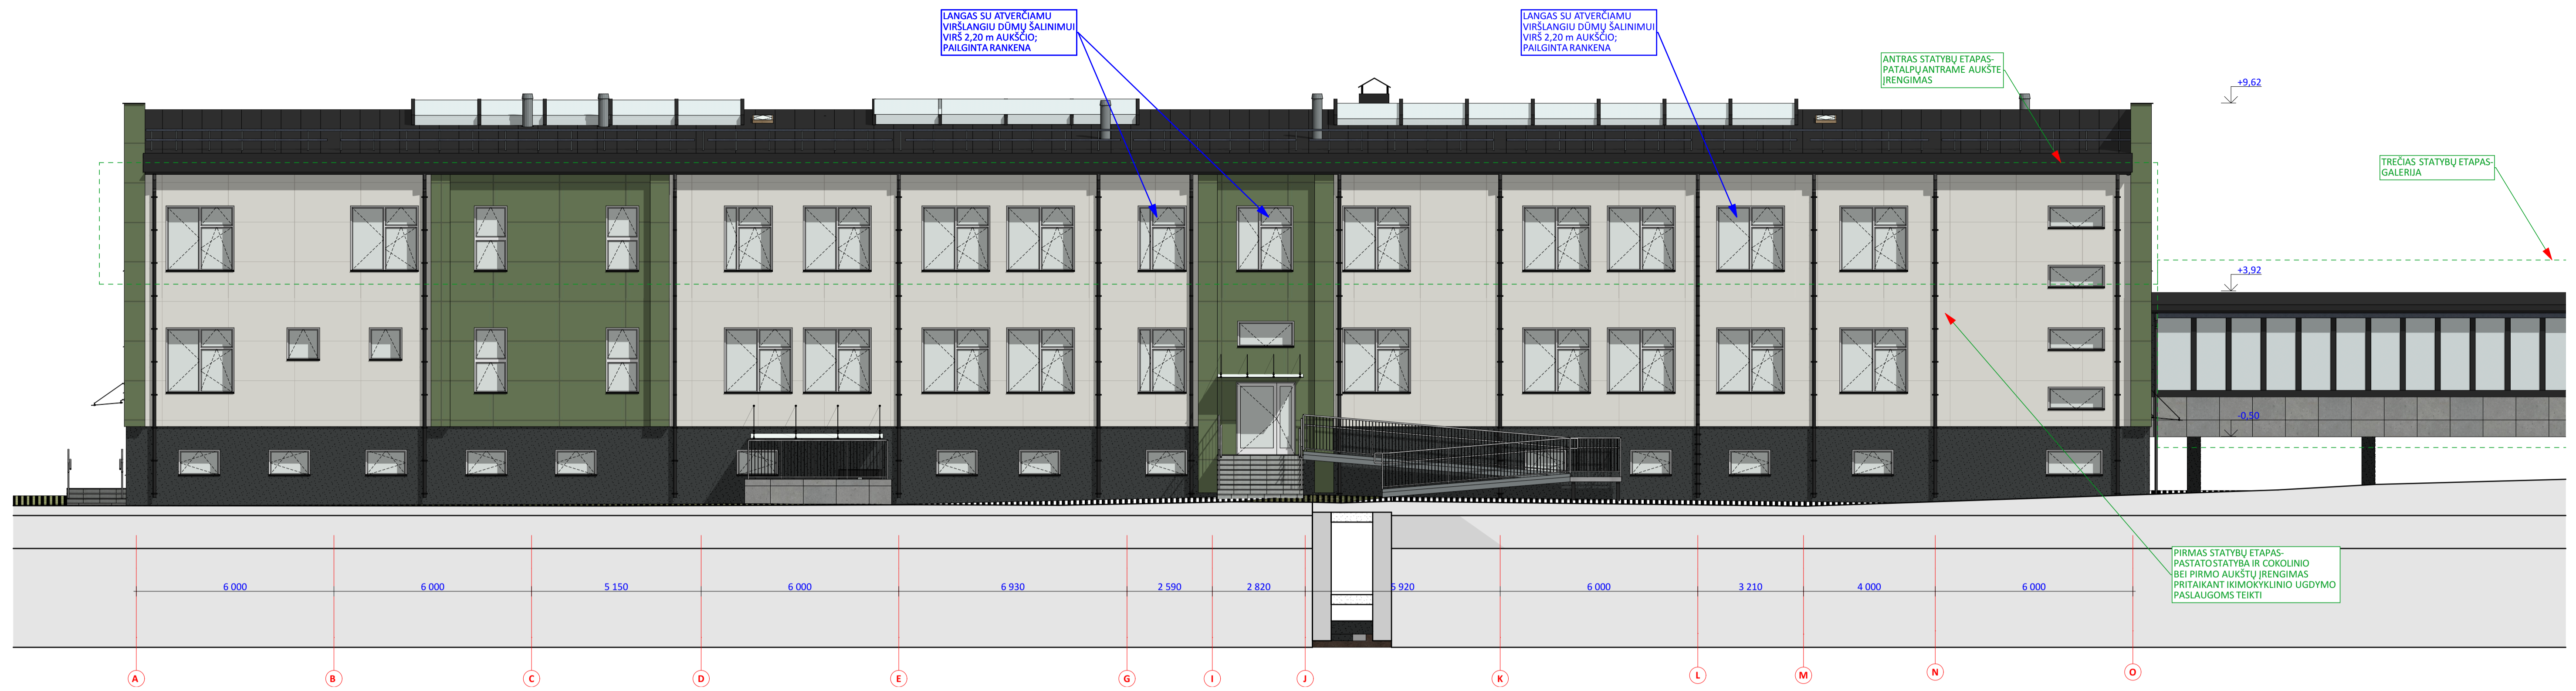 LANGAS SU ATVERČIAMU
VIRŠLANGIU DŪMŲ ŠALINIMUI
VIRŠ 2,20 m AUKŠČIO;
PAILGINTA RANKENA
LANGAS SU ATVERČIAMU
VIRŠLANGIU DŪMŲ ŠALINIMUI
VIRŠ 2,20 m AUKŠČIO;
PAILGINTA RANKENA
ANTRAS STATYBŲ ETAPAS-
PATALPŲ ANTRAME AUKŠTE
ĮRENGIMAS
+9,62
TREČIAS STATYBŲ ETAPAS-
GALERIJA
+3,92
-0,50
PIRMAS STATYBŲ ETAPAS-
PASTATO STATYBA IR COKOLINIO
BEI PIRMO AUKŠTŲ ĮRENGIMAS
PRITAIKANT IKIMOKYKLINIO UGDYMO
PASLAUGOMS TEIKTI
6 000 6 000 5 150 6 000 6 930 2 590 2 820 5 920 6 000 3 210 4 000 6 000
A B C D E G I J K L M N O